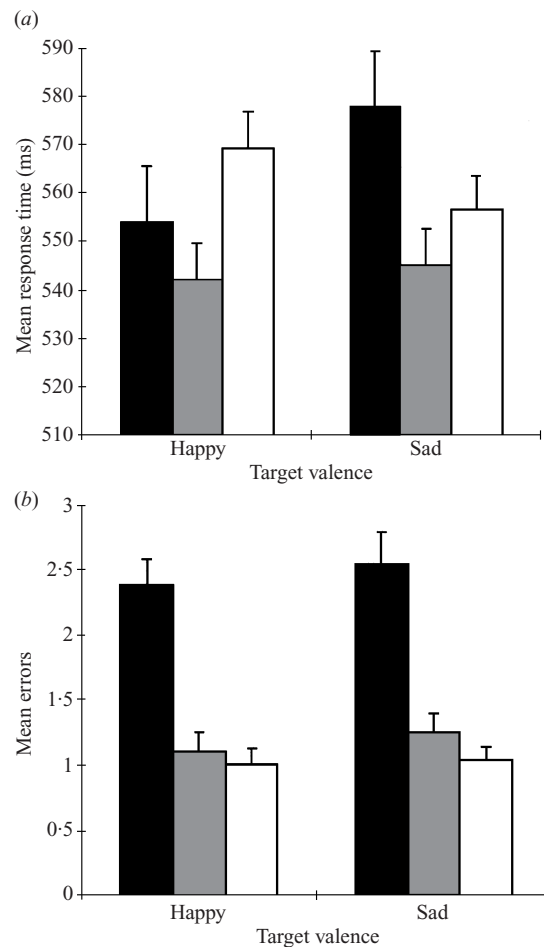 (a)
590
580
570
560
550
540
530
520
510
Mean response time (ms)
Happy
Sad
Target valence
(b)
3
2·5
2
1·5
1
0·5
0
Mean errors
Happy
Sad
Target valence